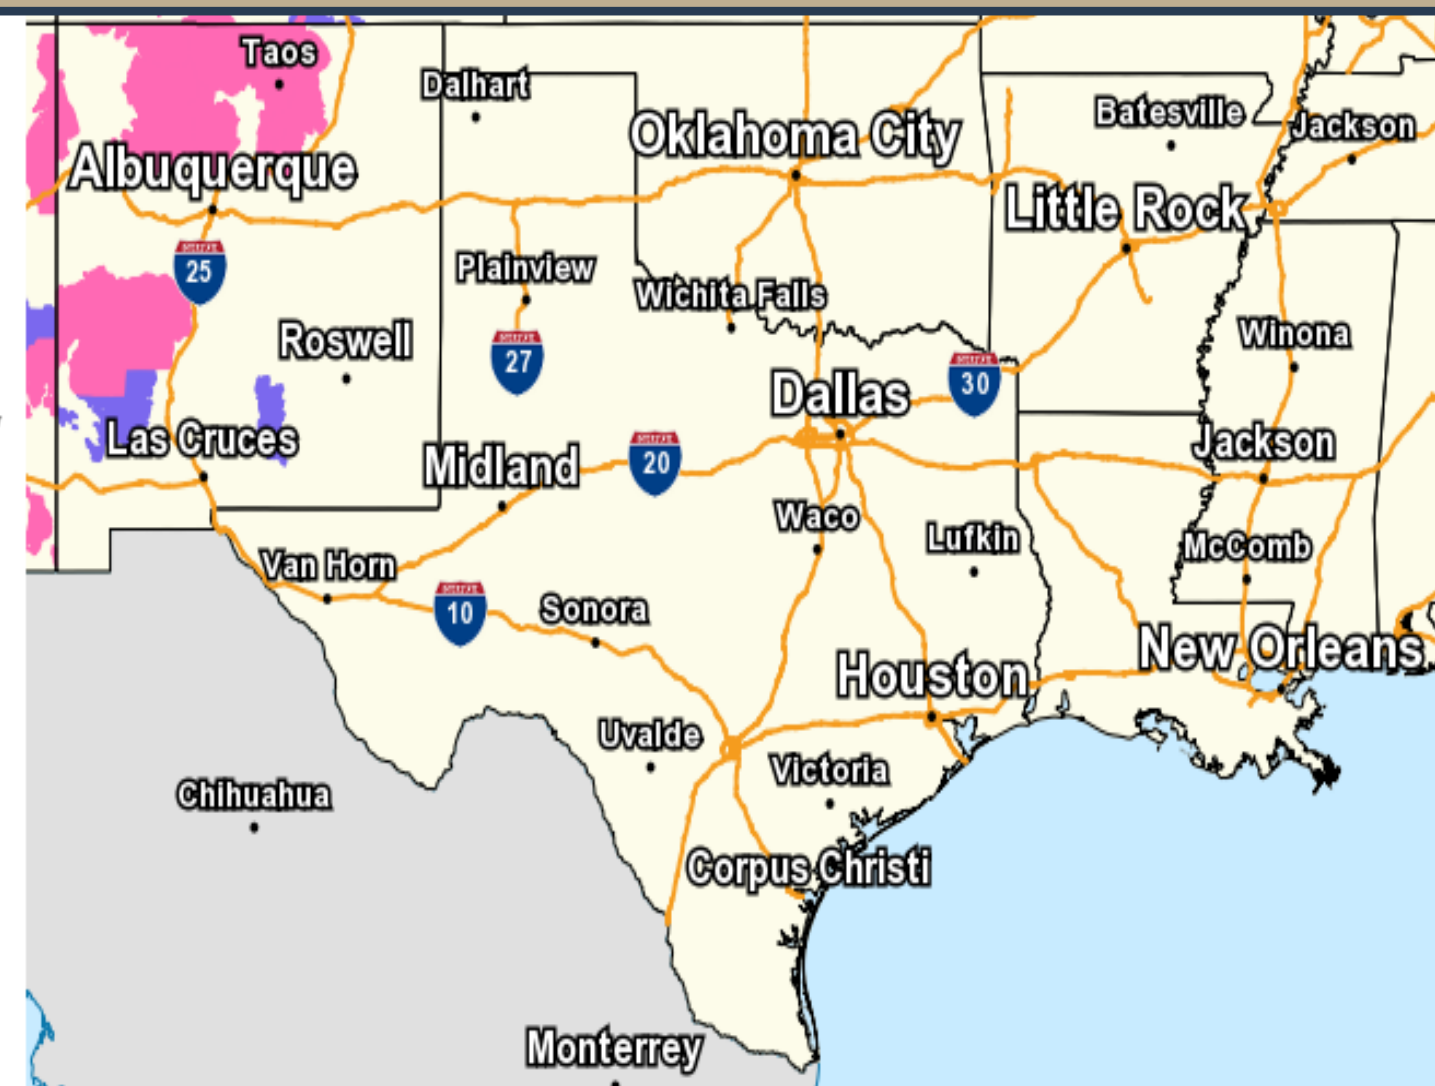 Taos
Dalhart
Oklahoma City
Batesville
Jackson
Albuquerque
Little Rock
25
Plainview
Wichita Falls
Roswell
27
Winona
30
Dallas
Las Cruces
Midland
20
Jackson
Waco
Lufkin
McComb
Van Horn
10
Sonora
New Orleans
Houston
Uvalde
Victoria
Chihuahua
Corpus Christi
Monterrey